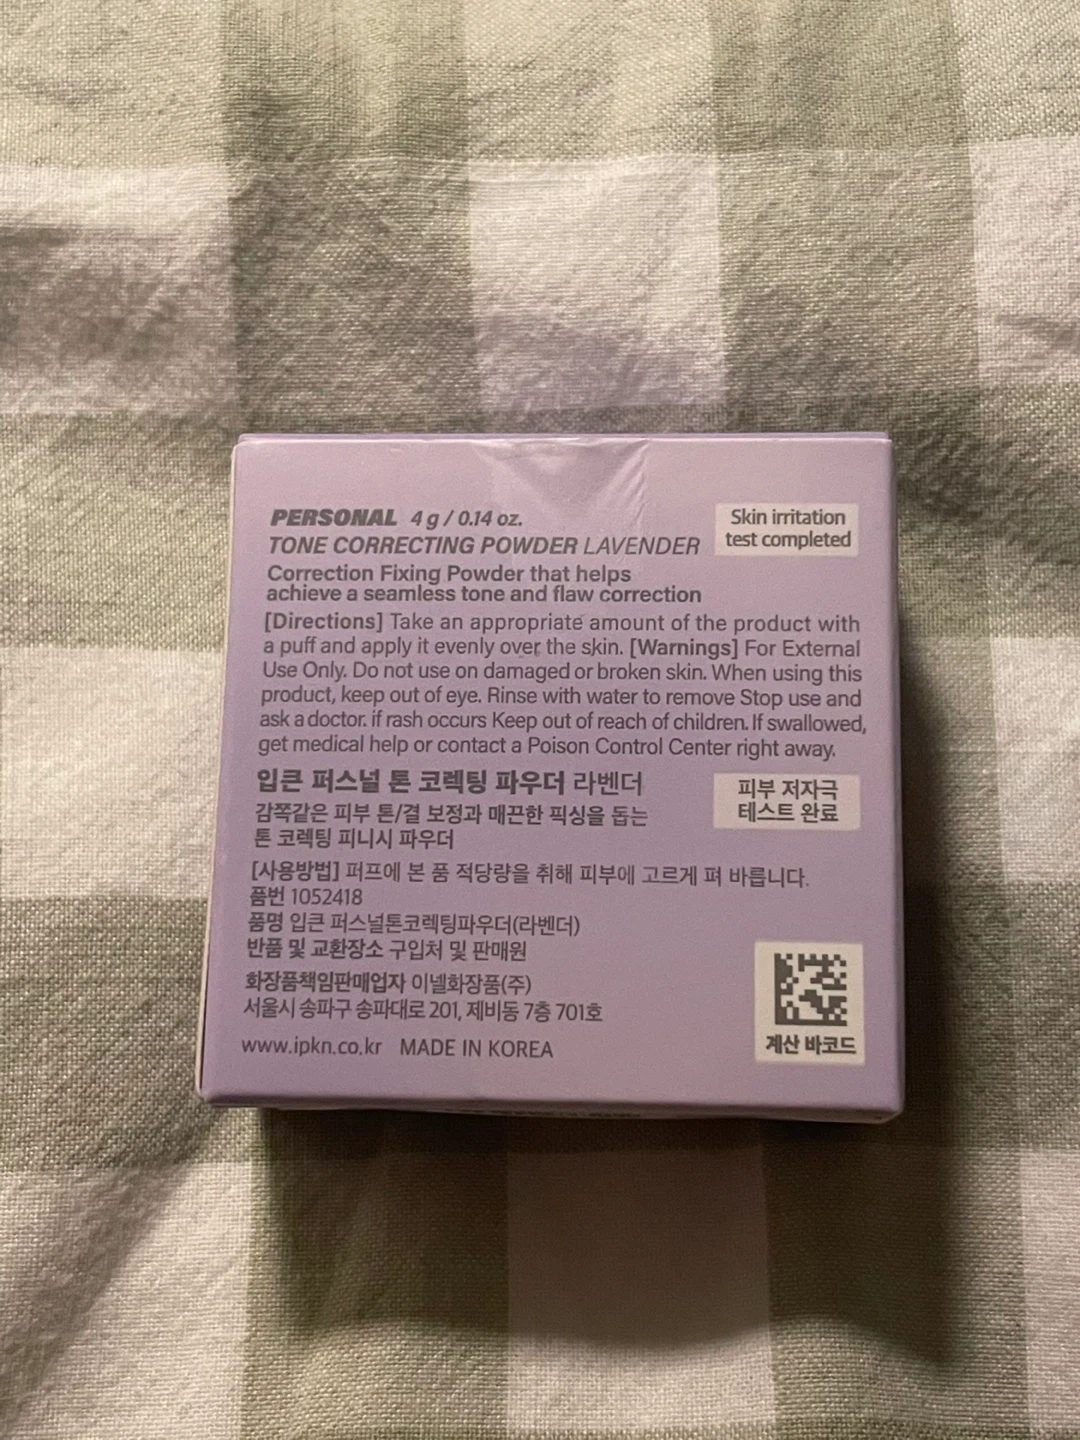 PERSONAL 4 g / 0.14 oz.
TONE CORRECTING POWDER LAVENDER
Skin irritation
test completed
Correction Fixing Powder that helps
achieve a seamless tone and flaw correction
[Directions] Take an appropriate amount of the product with
a puff and apply it evenly over the skin. [Warnings] For External
Use Only. Do not use on damaged or broken skin. When using this
product, keep out of eye. Rinse with water to remove Stop use and
ask a doctor. if rash occurs Keep out of reach of children. If swallowed,
get medical help or contact a Poison Control Center right away.
입큰 퍼스널 톤 코렉팅 파우더 라벤더
감쪽같은 피부 톤/결 보정과 매끈한 픽싱을 돕는
톤 코렉팅 피니시 파우더
피부 저자극
테스트 완료
[사용방법] 퍼프에 본 품 적당량을 취해 피부에 고르게 펴 바릅니다.
품번 1052418
품명 입큰 퍼스널톤코렉팅파우더(라벤더)
반품 및 교환장소 구입처 및 판매원
화장품책임판매업자 이넬화장품(주)
서울시 송파구 송파대로 201, 제비동 7층 701호
www.ipkn.co.kr MADE IN KOREA
계산 바코드